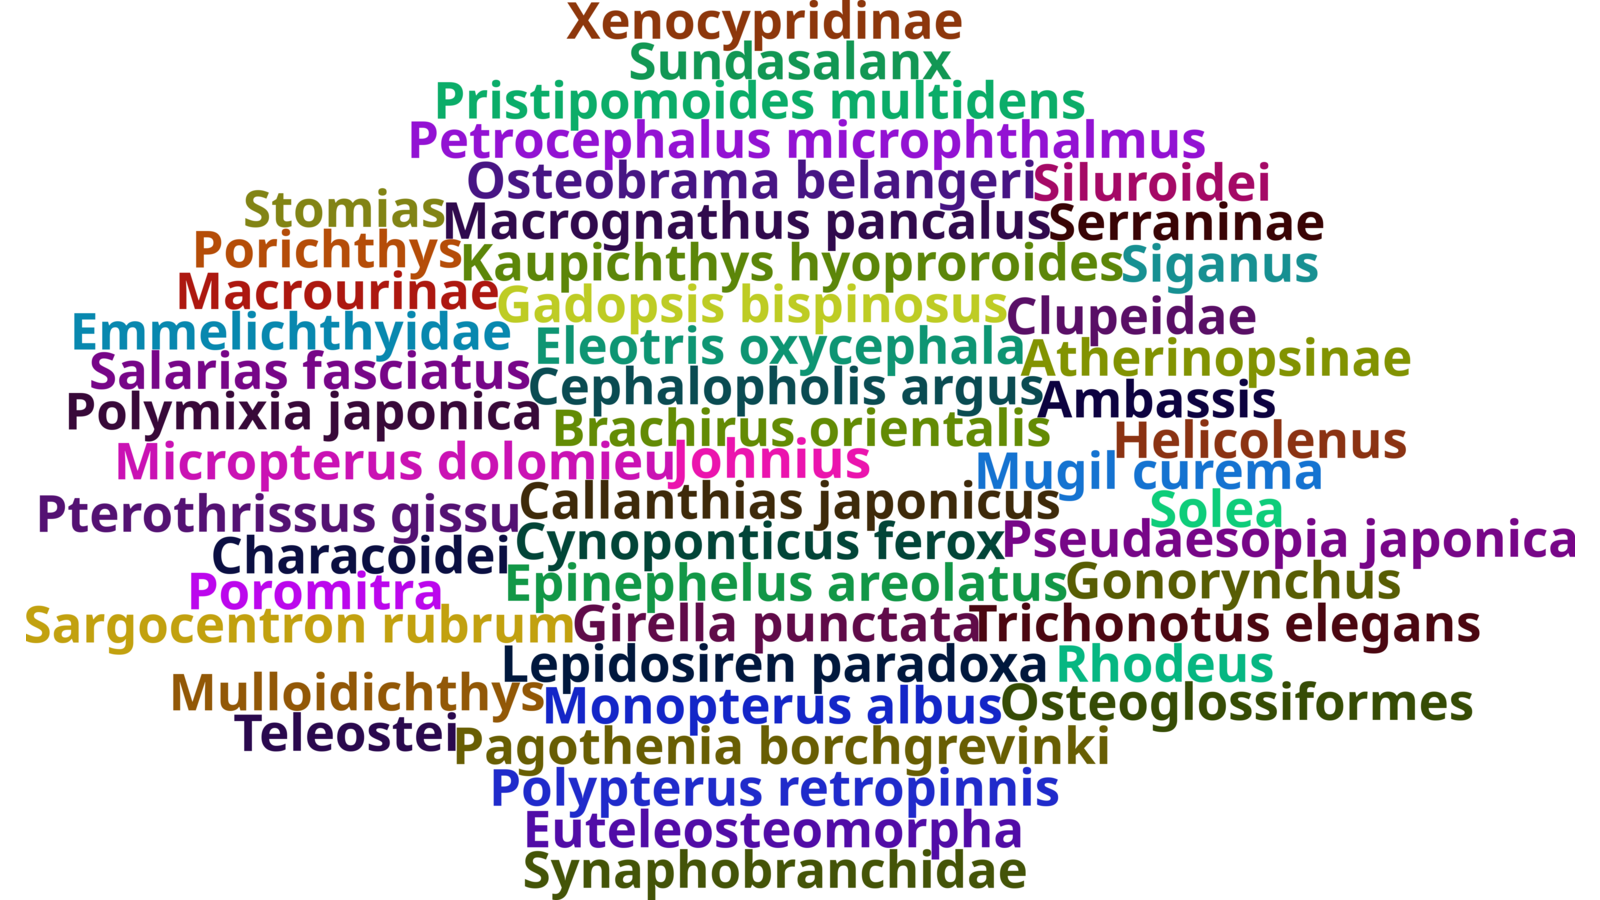 Xenocypridinae
Sundasalanx
Pristipomoides multidens
Petrocephalus microphthalmus
Osteobrama belangeri Siluroidei
Stomias Macrognathus pancalus Serraninae
Porichthys Kaupichthys hyoproroides Siganus
Macrourinae Gadopsis bispinosus Clupeidae
Emmelichthyidae Eleotris oxycephala Atherinopsinae
Salarias fasciatus Cephalopholis argus Ambassis
Polymixia japonica Brachirus orientalis Helicolenus
Micropterus dolomieu Johnius Mugil curema
Pterothrissus gissu Callanthias japonicus Solea
Characoidei Cynoponticus ferox Pseudaesopia japonica
Poromitra Epinephelus areolatus Gonorynchus
Sargocentron rubrum Girella punctata Trichonotus elegans
Lepidosiren paradoxa Rhodeus
Mulloidichthys Monopterus albus Osteoglossiformes
Teleostei Pagothenia borchgrevinki
Polypterus retropinnis
Euteleosteomorpha
Synaphobranchidae